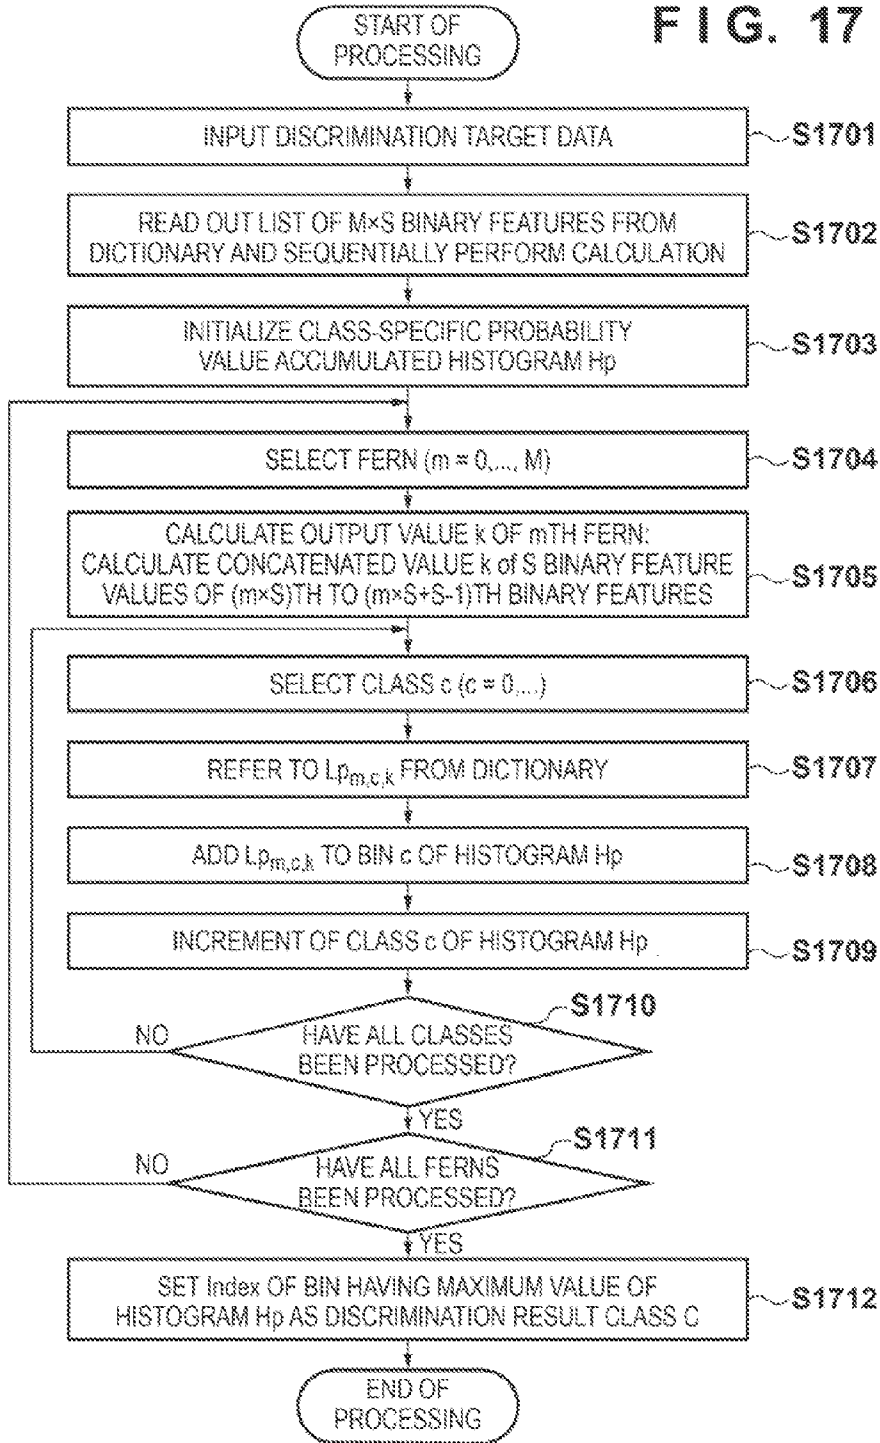 FIG. 17
START OF
PROCESSING
INPUT DISCRIMINATION TARGET DATA
S1701
READ OUT LIST OF M×S BINARY FEATURES FROM
DICTIONARY AND SEQUENTIALLY PERFORM CALCULATION
S1702
INITIALIZE CLASS-SPECIFIC PROBABILITY
VALUE ACCUMULATED HISTOGRAM Hp
S1703
SELECT FERN (m = 0,..., M)
S1704
CALCULATE OUTPUT VALUE k OF mTH FERN:
CALCULATE CONCATENATED VALUE k of S BINARY FEATURE
VALUES OF (m×S)TH TO (m×S+S-1)TH BINARY FEATURES
S1705
SELECT CLASS c (c = 0,...)
S1706
REFER TO Lpm,c,k FROM DICTIONARY
S1707
ADD Lpm,c,k TO BIN c OF HISTOGRAM Hp
S1708
INCREMENT OF CLASS c OF HISTOGRAM Hp
S1709
S1710
NO
HAVE ALL CLASSES
BEEN PROCESSED?
YES
S1711
NO
HAVE ALL FERNS
BEEN PROCESSED?
YES
SET Index OF BIN HAVING MAXIMUM VALUE OF
HISTOGRAM Hp AS DISCRIMINATION RESULT CLASS C
S1712
END OF
PROCESSING